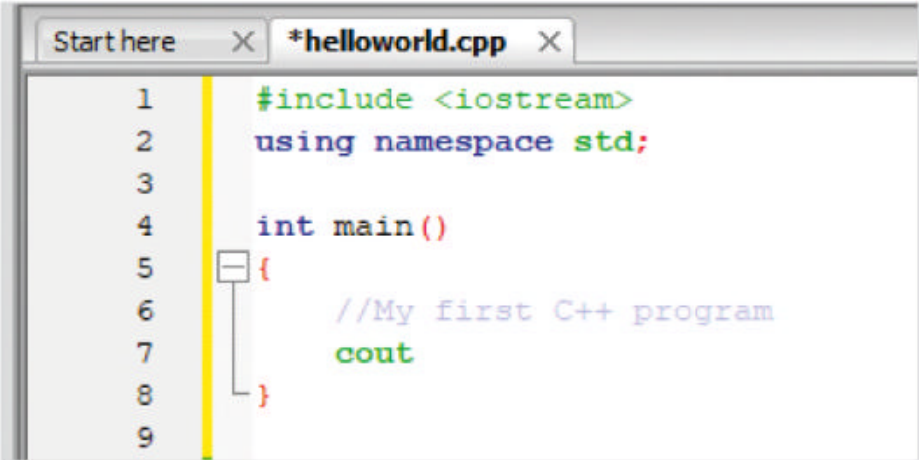 Start here × *helloworld.cpp ×
1 #include <iostream>
2 using namespace std;
3
4 int main()
5 {
6 //My first C++ program
7 cout
8 }
9